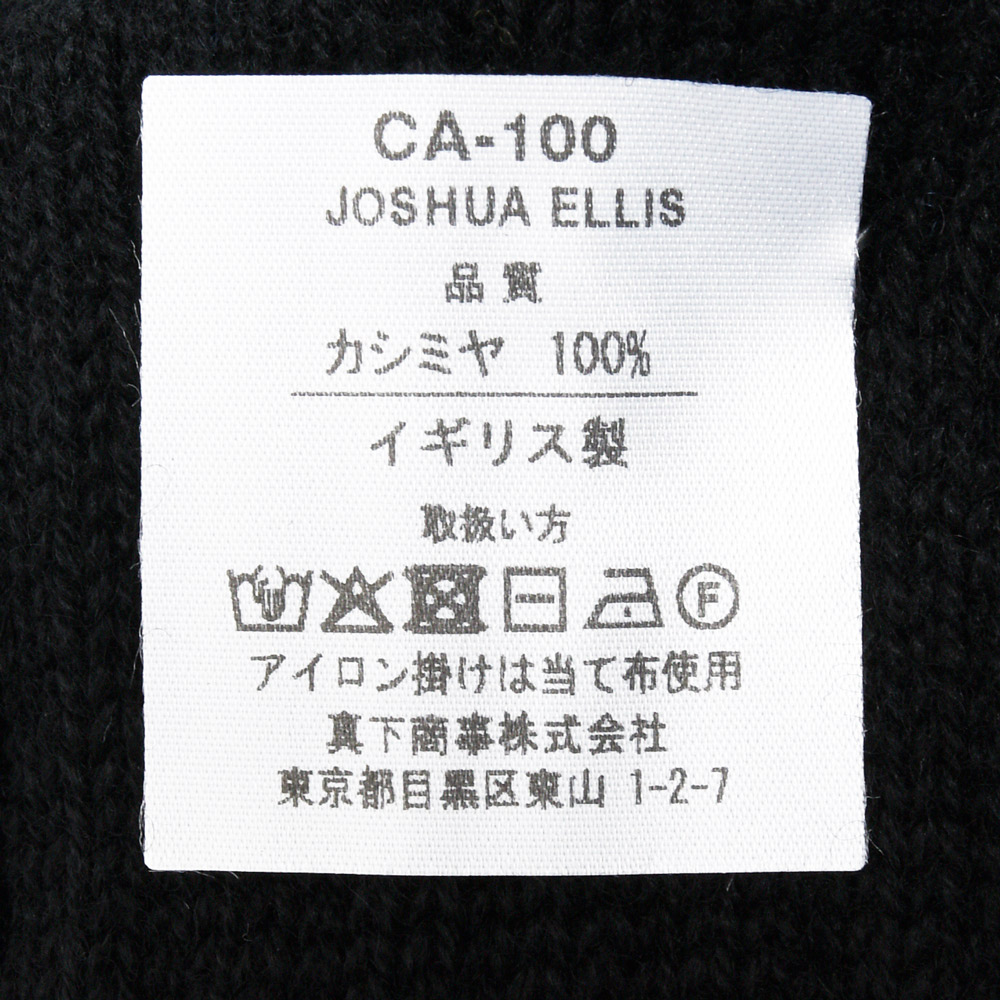 CA-100
JOSHUA ELLIS
品質
カシミヤ 100%
イギリス製
取扱い方
F
アイロン掛けは当て布使用
真下商事株式会社
東京都目黒区東山 1-2-7